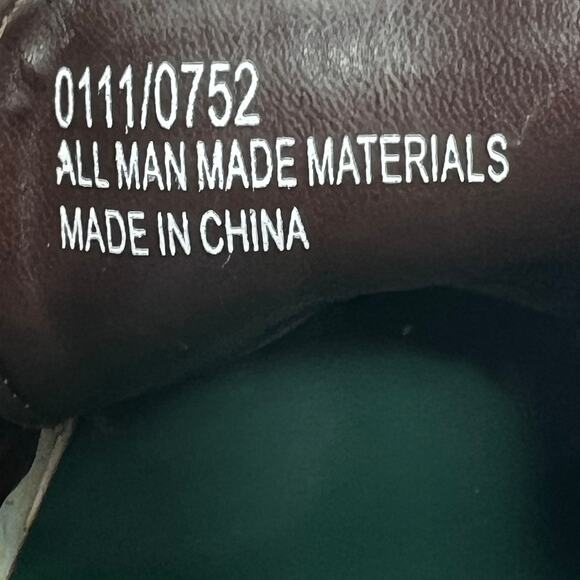 0111/0752
ALL MAN MADE MATERIALS
MADE IN CHINA